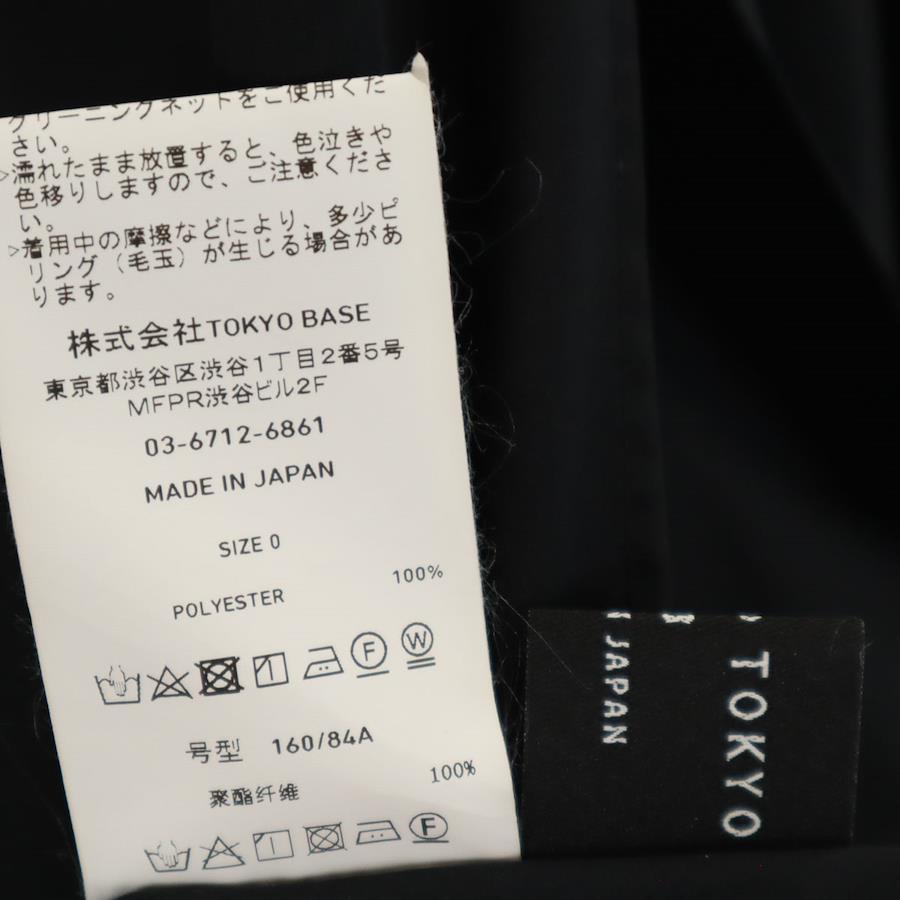 クリーニングネットをご使用くだ
さい。
▷濡れたまま放置すると、色泣きや
色移りしますので、ご注意くださ
い。
▷着用中の摩擦などにより、多少ピ
リング（毛玉）が生じる場合があ
ります。
株式会社TOKYO BASE
東京都渋谷区渋谷1丁目2番5号
MFPR渋谷ビル2F
03-6712-6861
MADE IN JAPAN
SIZE 0
100%
POLYESTER
F W
号型 160/84A
100%
聚酯纤维
F
TOKYO
JAPAN